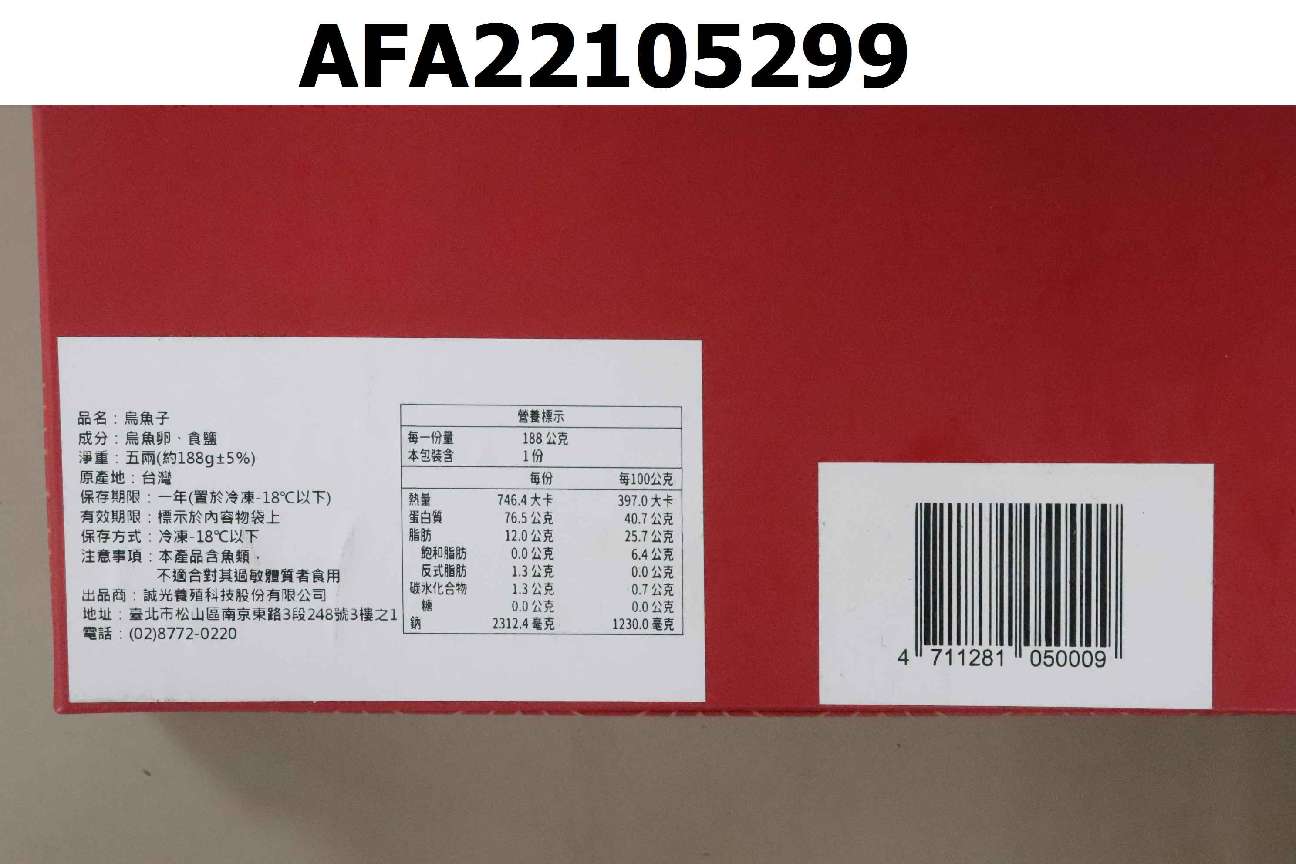 AFA22105299
品名：烏魚子
成分：烏魚卵、食鹽
淨重：五兩(約188g±5%)
原產地：台灣
保存期限：一年(置於冷凍-18℃以下)
有效期限：標示於內容物袋上
保存方式：冷凍-18℃以下
注意事項：本產品含魚類，
不適合對其過敏體質者食用
出品商：誠光養殖科技股份有限公司
地址：臺北市松山區南京東路3段248號3樓之1
電話：(02)8772-0220
營養標示
每一份量 188 公克
本包裝含 1 份
每份 每100公克
熱量 746.4 大卡 397.0 大卡
蛋白質 76.5 公克 40.7 公克
脂肪 12.0 公克 25.7 公克
飽和脂肪 0.0 公克 6.4 公克
反式脂肪 1.3 公克 0.0 公克
碳水化合物 1.3 公克 0.7 公克
糖 0.0 公克 0.0 公克
鈉 2312.4 毫克 1230.0 毫克
4 711281 050009